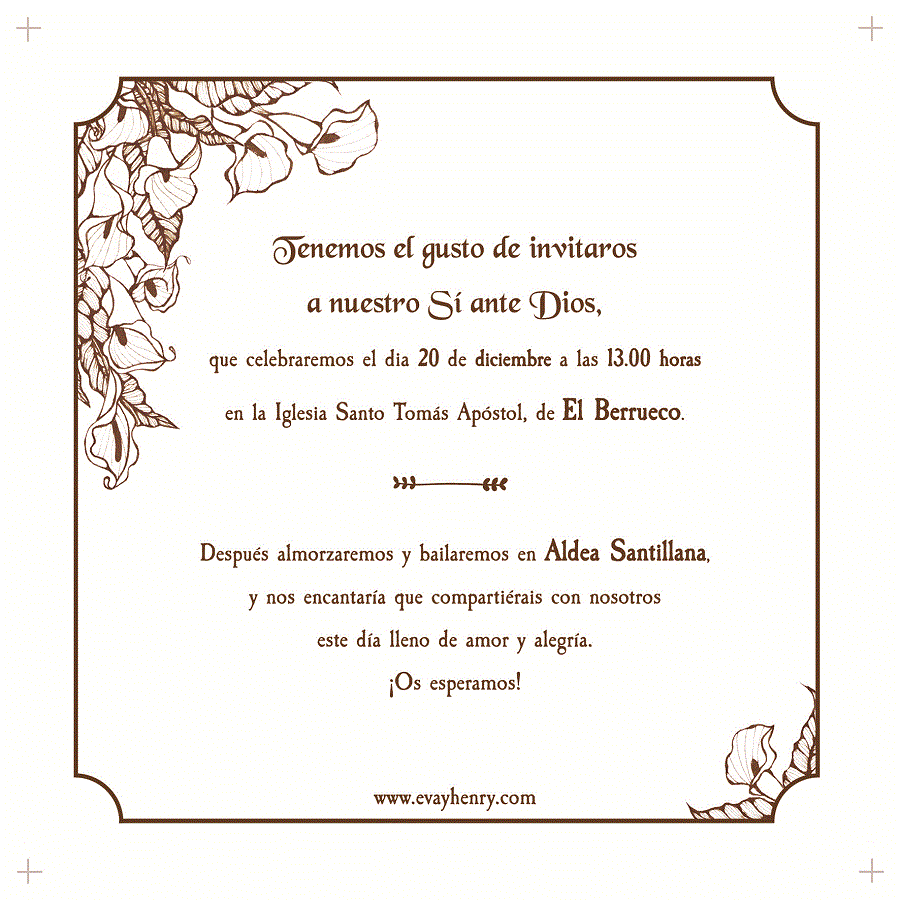 Tenemos el gusto de invitaros
a nuestro Sí ante Dios,
que celebraremos el dia 20 de diciembre a las 13.00 horas
en la Iglesia Santo Tomás Apóstol, de El Berrueco.
Después almorzaremos y bailaremos en Aldea Santillana,
y nos encantaría que compartiérais con nosotros
este día lleno de amor y alegría.
¡Os esperamos!
www.evayhenry.com